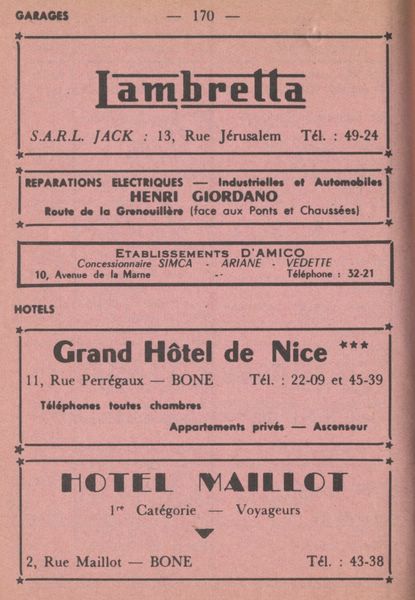 GARAGES — 170 —
Lambretta
S.A.R.L. JACK : 13, Rue Jérusalem Tél. : 49-24
REPARATIONS ELECTRIQUES — Industrielles et Automobiles
HENRI GIORDANO
Route de la Grenouillère (face aux Ponts et Chaussées)
ETABLISSEMENTS D'AMICO
Concessionnaire SIMCA - ARIANE - VEDETTE
10, Avenue de la Marne -- Téléphone : 32-21
HOTELS
Grand Hôtel de Nice ***
11, Rue Perrégaux — BONE Tél. : 22-09 et 45-39
Téléphones toutes chambres
Appartements privés — Ascenseur
HOTEL MAILLOT
1re Catégorie — Voyageurs
2, Rue Maillot — BONE Tél. : 43-38